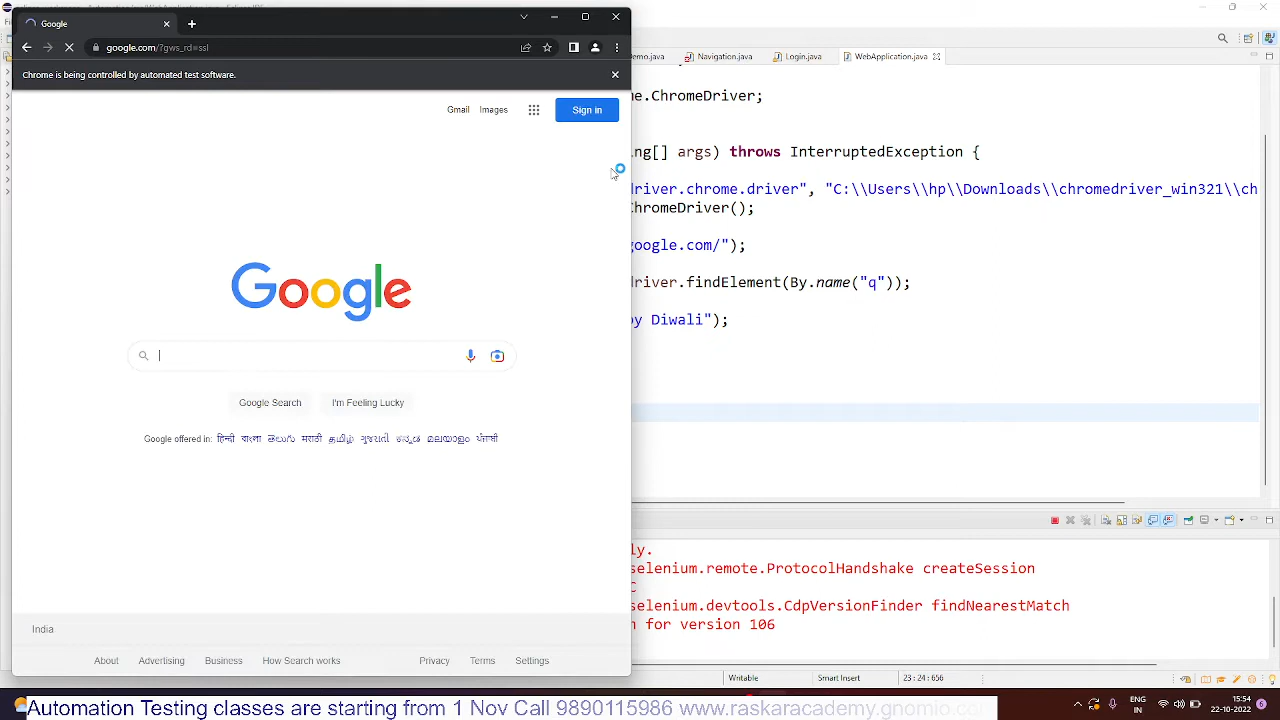 Google
google.com/?gws_rd=ssl
Chrome is being controlled by automated test software.
Gmail Images Sign in
Google
Google Search I'm Feeling Lucky
Google offered in: हिन्दी বাংলা తెలుగు मराठी தமிழ் ગુજરાતી ಕನ್ನಡ മലയാളം ਪੰਜਾਬੀ
India
About Advertising Business How Search works Privacy Terms Settings
emo.java Navigation.java Login.java WebApplication.java
e.ChromeDriver;
ng[] args) throws InterruptedException {
driver.chrome.driver", "C:\\Users\\hp\\Downloads\\chromedriver_win321\\ch
ChromeDriver();
google.com/");
driver.findElement(By.name("q"));
y Diwali");
ly.
selenium.remote.ProtocolHandshake createSession
C
selenium.devtools.CdpVersionFinder findNearestMatch
n for version 106
Writable Smart Insert 23:24:656
Automation Testing classes are starting from 1 Nov Call 9890115986 www.raskaracademy.gnomio.co
ENG
IN
15:54
22-10-2022